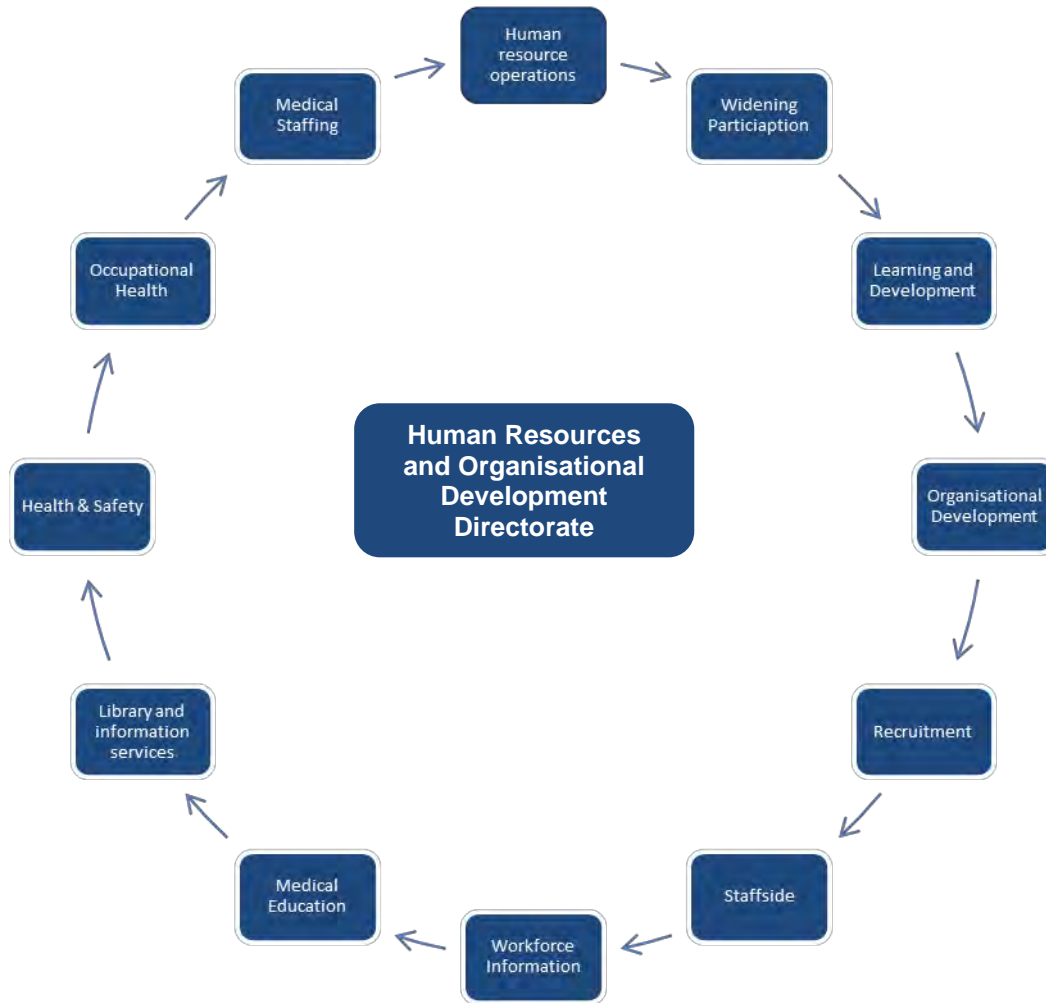 Human
resource
operations
Widening
Particiaption
Learning and
Development
Organisational
Development
Recruitment
Staffside
Workforce
Information
Medical
Education
Library and
information
services
Health & Safety
Occupational
Health
Medical
Staffing
Human Resources
and Organisational
Development
Directorate